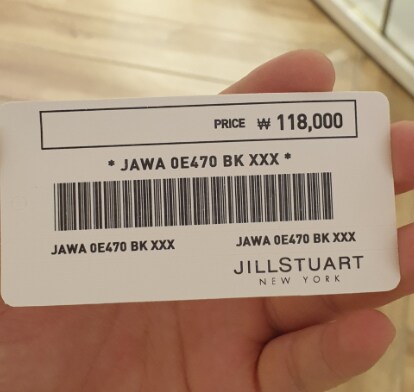 PRICE ₩ 118,000
* JAWA 0E470 BK XXX *
JAWA 0E470 BK XXX JAWA 0E470 BK XXX
JILLSTUART
NEW YORK